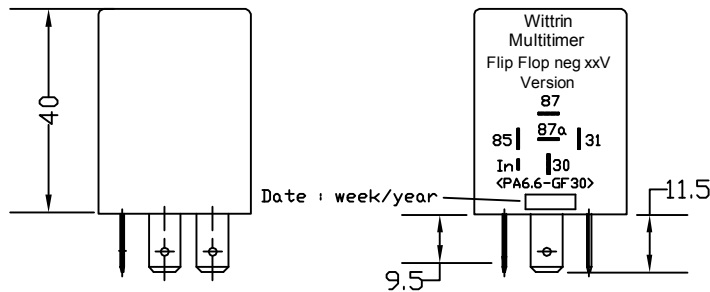 40
Wittrin
Multitimer
Flip Flop neg xxV
Version
87
85 87a 31
In 30
<PA6.6-GF30>
Date : week/year
11.5
9.5